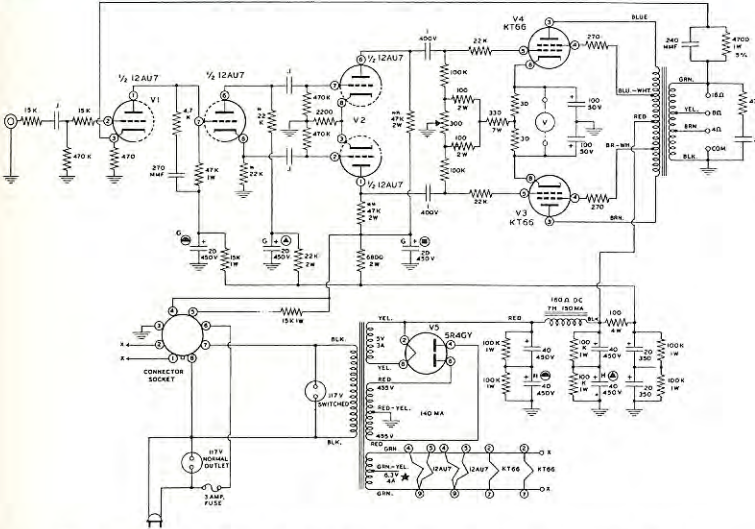 V4
KT66
BLUE
400V
22K
270
240
MMF
4700
1W
5%
½ 12AU7
½ 12AU7
½ 12AU7
100K
100
2W
BLU-WHT
GRN.
16Ω
15K
15K
V1
4.7
K
470K
2200
470K
V2
22
K
47K
2W
300
330
7W
30
30
V
100
50V
100
50V
RED
YEL.
8Ω
BRN
4Ω
COM
BLK.
470K
470
270
MMF
47K
1W
22K
½ 12AU7
100
2W
100K
BR-WH.
47K
2W
400V
22K
V3
KT66
270
BRN.
G
20
450V
15K
1W
G
20
450V
22K
2W
6800
2W
G
20
450V
15K 1W
CONNECTOR
SOCKET
X
X
117V
SWITCHED
117V
NORMAL
OUTLET
3 AMP.
FUSE
BLK.
BLK.
YEL.
5V
3A
YEL.
RED
455V
RED-YEL.
455V
RED
V5
5R4GY
140 MA
RED
160Ω DC
7H 150MA
BLK
100
4W
100K
1W
40
450V
100K
1W
H
40
450V
100
K
1W
40
450V
100
K
1W
H
40
450V
20
350
100K
1W
20
350
100K
1W
GRN
GRN-YEL.
6.3V
4A
GRN.
12AU7
12AU7
KT66
KT66
X
X